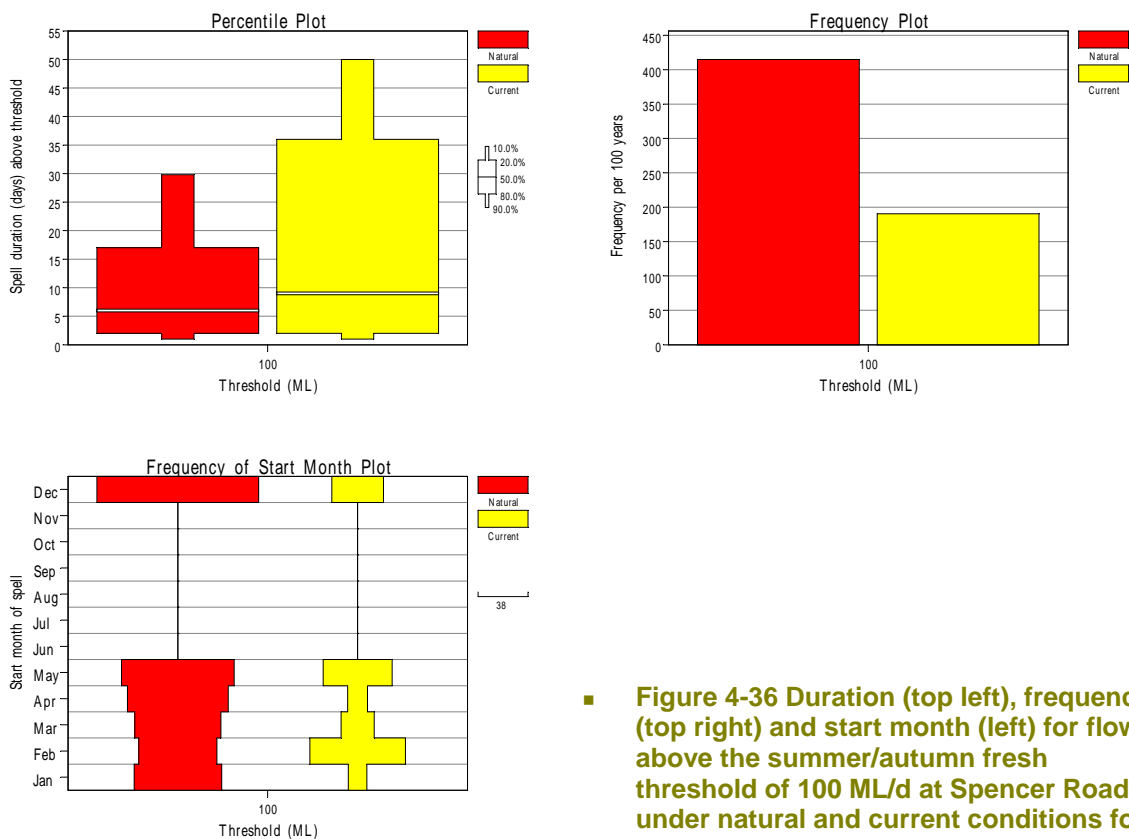 Percentile Plot
55
50
45
40
35
30
25
20
15
10
5
0
Spell duration (days) above threshold
100
Threshold (ML)
Natural
Current
10.0%
20.0%
50.0%
80.0%
90.0%
Frequency Plot
450
400
350
300
250
200
150
100
50
0
Frequency per 100 years
100
Threshold (ML)
Natural
Current
Frequency of Start Month Plot
Dec
Nov
Oct
Sep
Aug
Jul
Jun
May
Apr
Mar
Feb
Jan
Start month of spell
100
Threshold (ML)
Natural
Current
38
▪ Figure 4-36 Duration (top left), frequenc
(top right) and start month (left) for flow
above the summer/autumn fresh
threshold of 100 ML/d at Spencer Road
under natural and current conditions fo